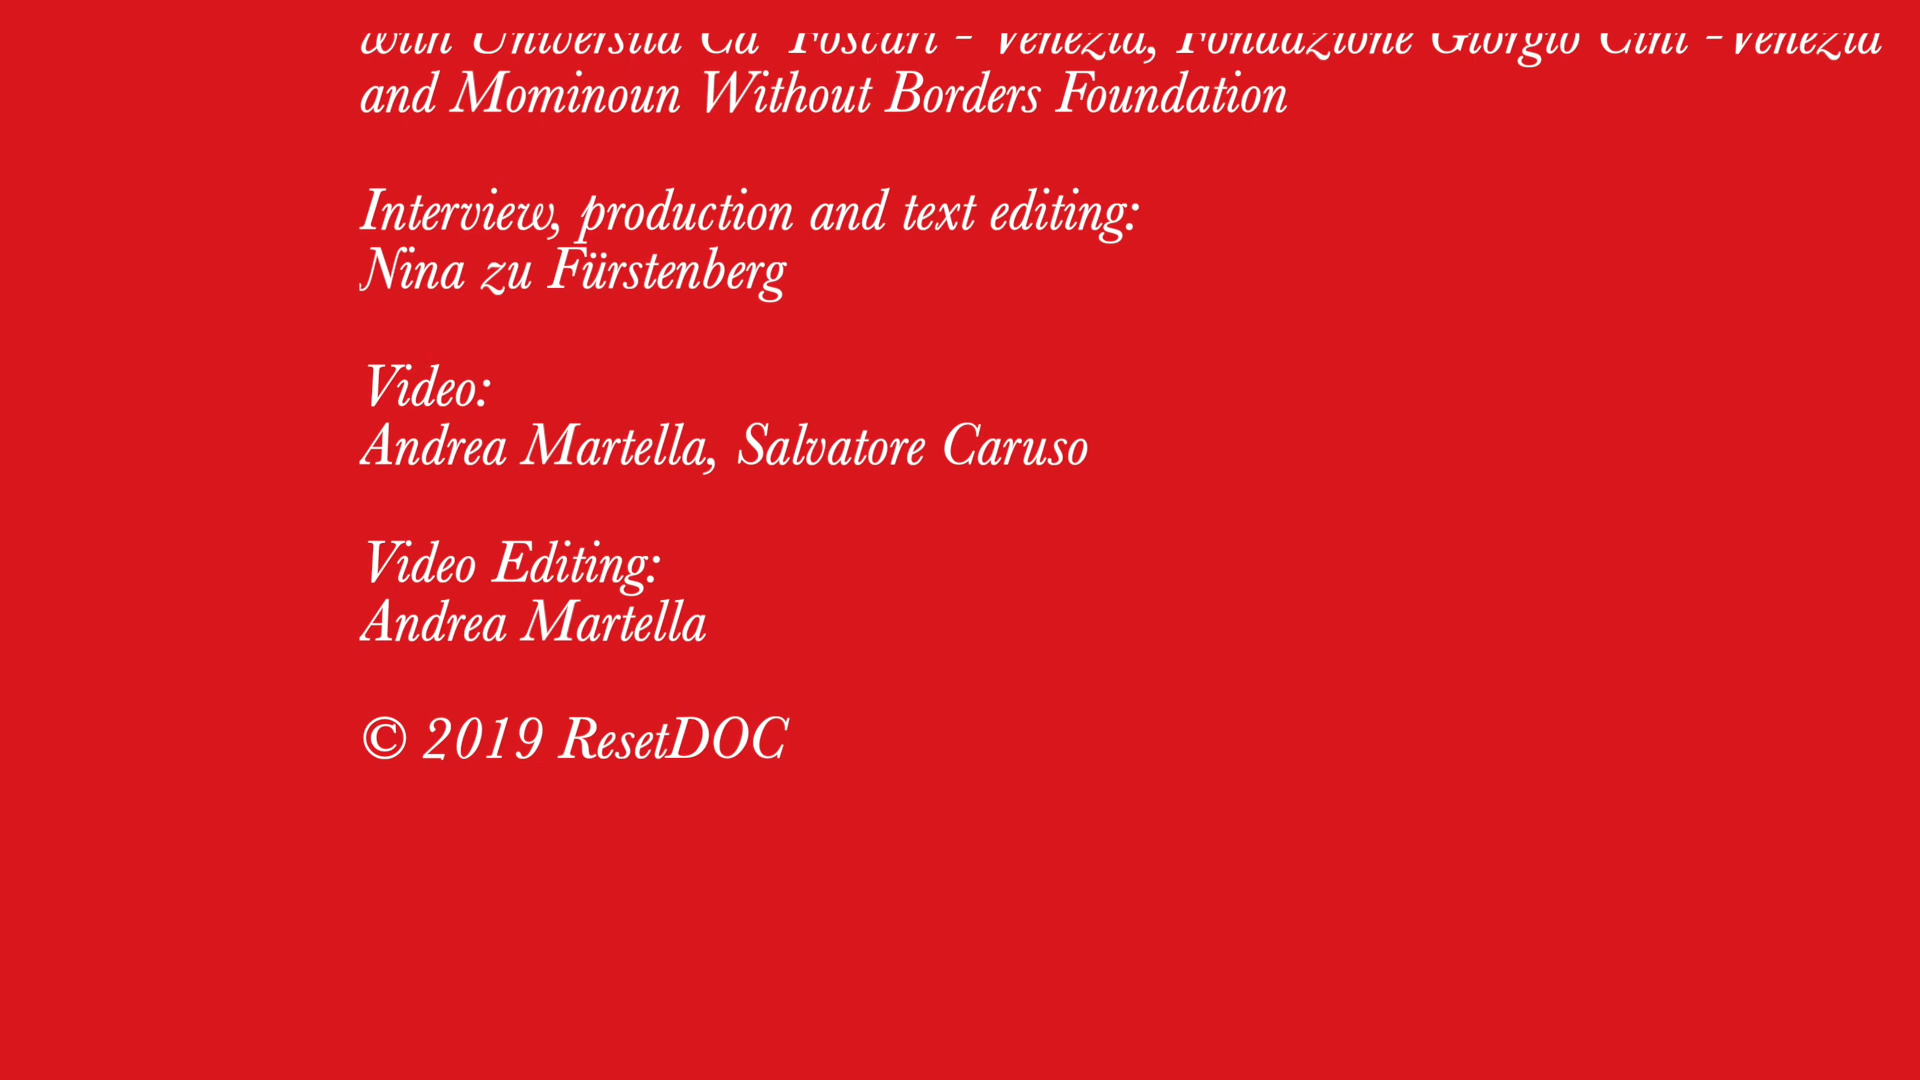 with Università Ca' Foscari - Venezia, Fondazione Giorgio Cini -Venezia
and Mominoun Without Borders Foundation
Interview, production and text editing:
Nina zu Fürstenberg
Video:
Andrea Martella, Salvatore Caruso
Video Editing:
Andrea Martella
© 2019 ResetDOC